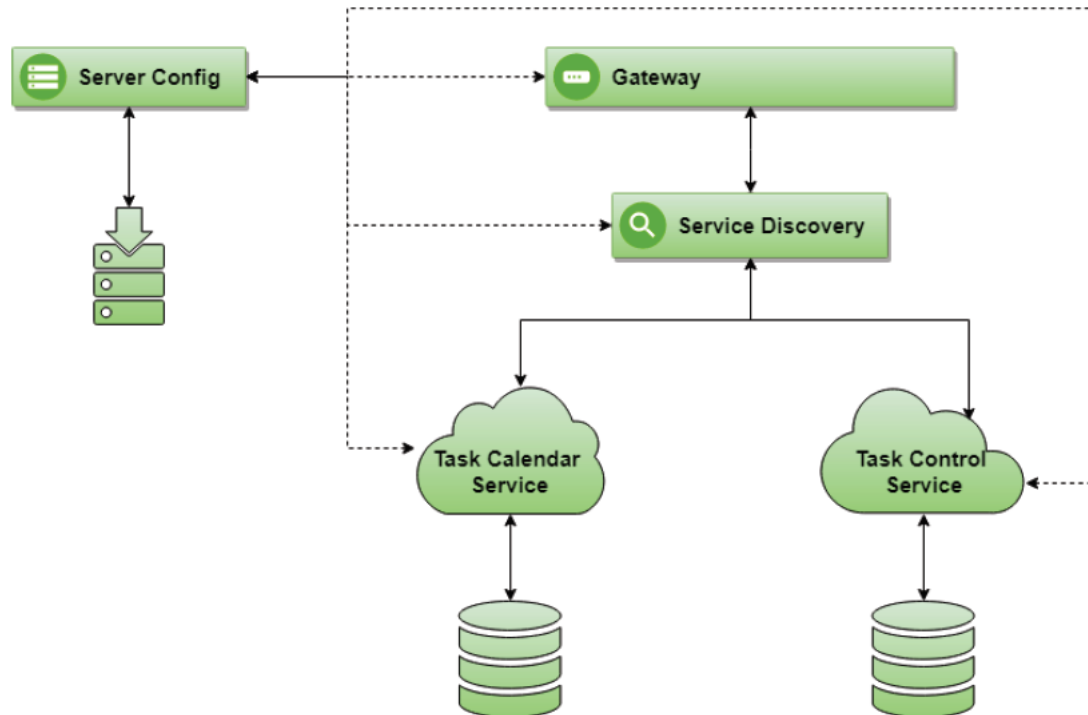 Server Config
Gateway
Service Discovery
Task Calendar
Service
Task Control
Service